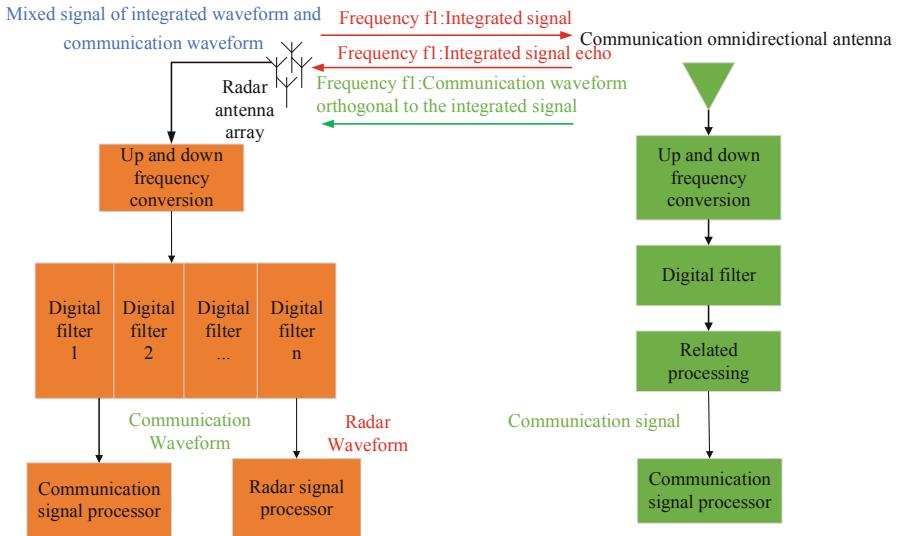 Mixed signal of integrated waveform and
communication waveform
Frequency f1:Integrated signal
Frequency f1:Integrated signal echo
Frequency f1:Communication waveform
orthogonal to the integrated signal
Communication omnidirectional antenna
Radar
antenna
array
Up and down
frequency
conversion
Digital
filter
1
Digital
filter
2
Digital
filter
...
Digital
filter
n
Communication
Waveform
Radar
Waveform
Communication
signal processor
Radar signal
processor
Up and down
frequency
conversion
Digital filter
Related
processing
Communication signal
Communication
signal processor